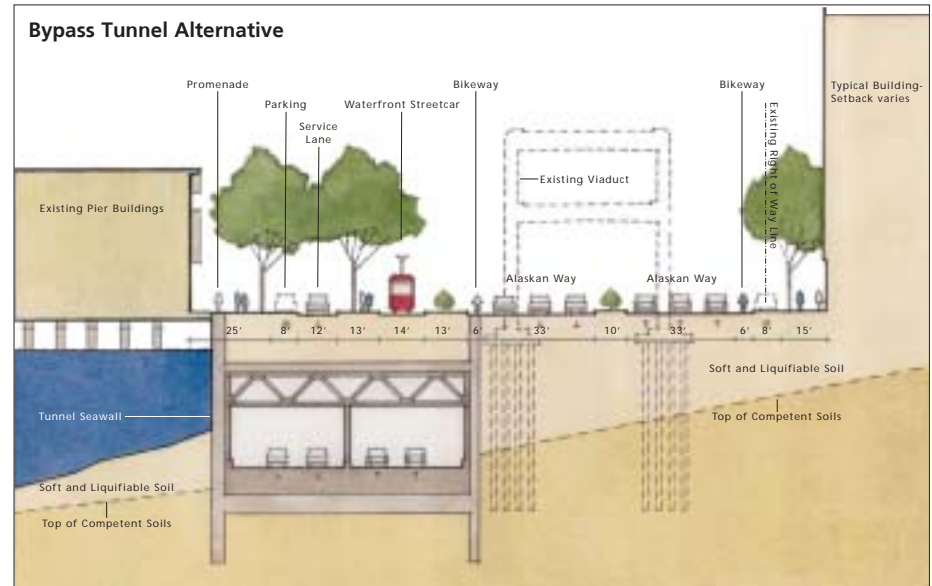 Bypass Tunnel Alternative
Promenade
Parking
Service
Lane
Waterfront Streetcar
Bikeway
Bikeway
Typical Building-
Setback varies
Existing Right of Way Line
Existing Viaduct
Existing Pier Buildings
Alaskan Way
Alaskan Way
25' 8' 12' 13' 14' 13' 6' 33' 10' 33' 6' 8' 15'
Soft and Liquifiable Soil
Tunnel Seawall
Top of Competent Soils
Soft and Liquifiable Soil
Top of Competent Soils